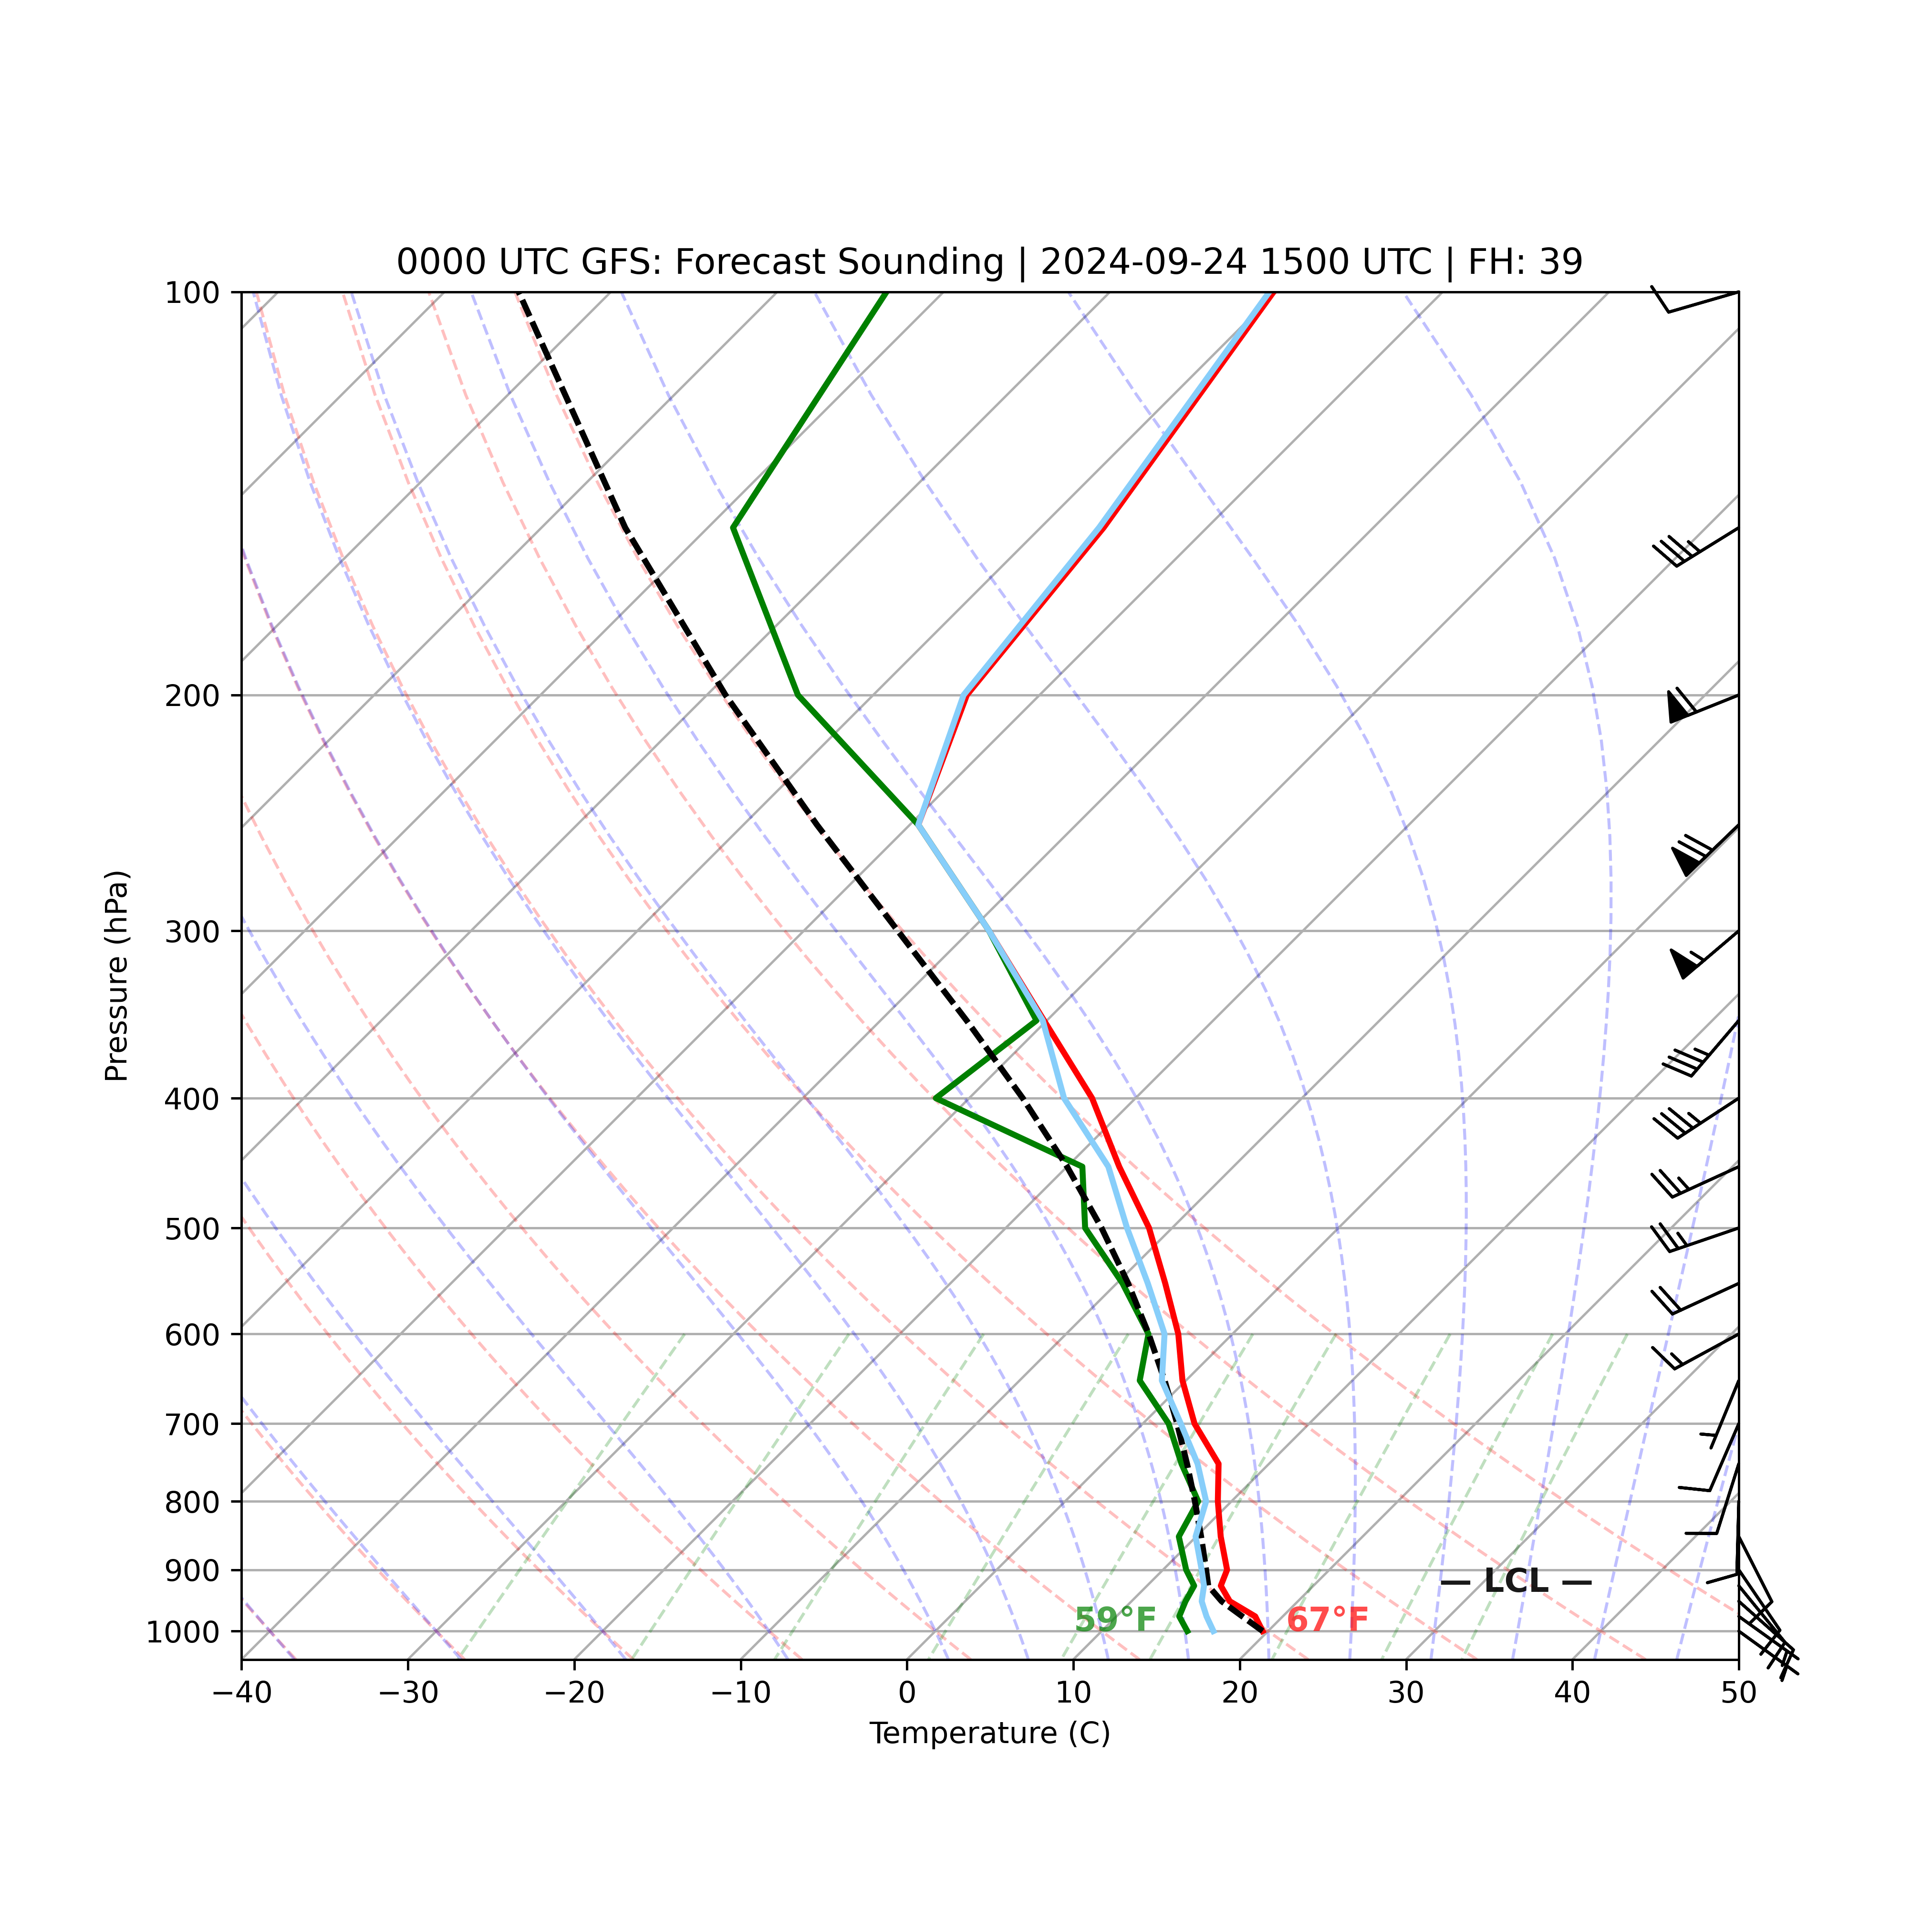 0000 UTC GFS: Forecast Sounding | 2024-09-24 1500 UTC | FH: 39
100
200
300
400
500
600
700
800
900
1000
Pressure (hPa)
— LCL —
59°F
67°F
−40 −30 −20 −10 0 10 20 30 40 50
Temperature (C)